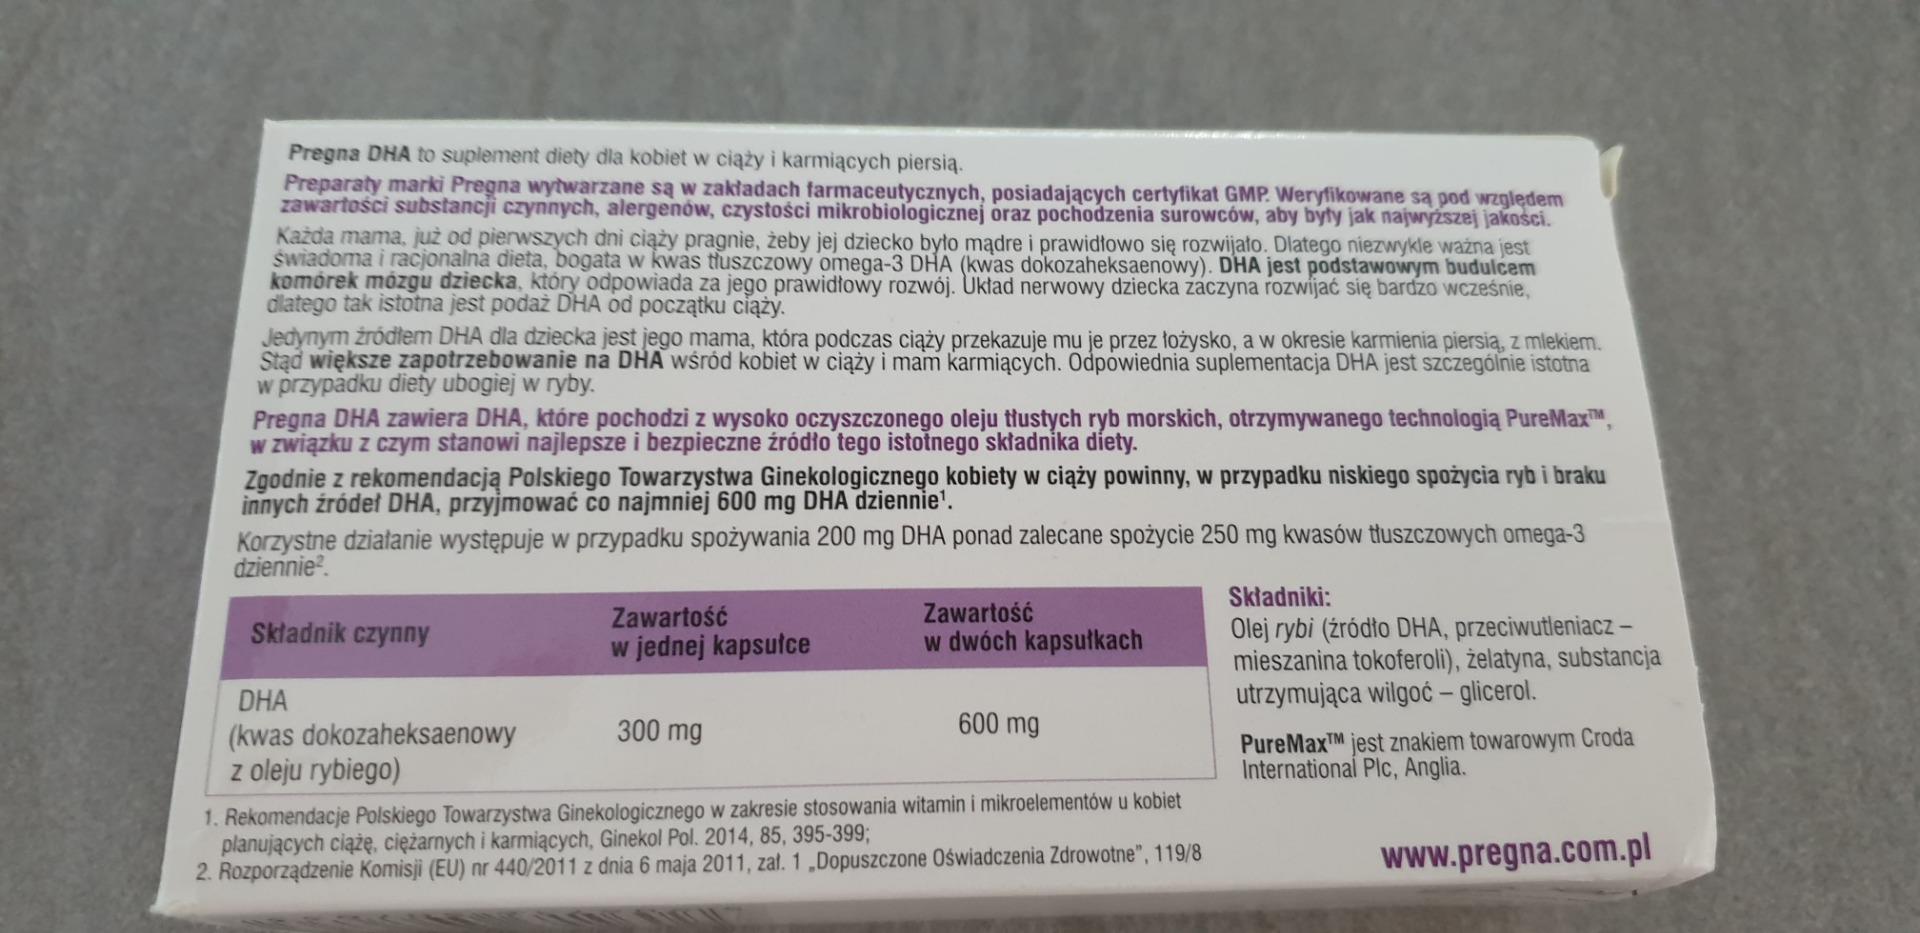 Pregna DHA to suplement diety dla kobiet w ciąży i karmiących piersią.
Preparaty marki Pregna wytwarzane są w zakładach farmaceutycznych, posiadających certyfikat GMP. Weryfikowane są pod względem
zawartości substancji czynnych, alergenów, czystości mikrobiologicznej oraz pochodzenia surowców, aby były jak najwyższej jakości.
Każda mama, już od pierwszych dni ciąży pragnie, żeby jej dziecko było mądre i prawidłowo się rozwijało. Dlatego niezwykle ważna jest
świadoma i racjonalna dieta, bogata w kwas tłuszczowy omega-3 DHA (kwas dokozaheksaenowy). DHA jest podstawowym budulcem
komórek mózgu dziecka, który odpowiada za jego prawidłowy rozwój. Układ nerwowy dziecka zaczyna rozwijać się bardzo wcześnie,
dlatego tak istotna jest podaż DHA od początku ciąży.
Jedynym źródłem DHA dla dziecka jest jego mama, która podczas ciąży przekazuje mu je przez łożysko, a w okresie karmienia piersią, z mlekiem.
Stąd większe zapotrzebowanie na DHA wśród kobiet w ciąży i mam karmiących. Odpowiednia suplementacja DHA jest szczególnie istotna
w przypadku diety ubogiej w ryby.
Pregna DHA zawiera DHA, które pochodzi z wysoko oczyszczonego oleju tłustych ryb morskich, otrzymywanego technologią PureMax™,
w związku z czym stanowi najlepsze i bezpieczne źródło tego istotnego składnika diety.
Zgodnie z rekomendacją Polskiego Towarzystwa Ginekologicznego kobiety w ciąży powinny, w przypadku niskiego spożycia ryb i braku
innych źródeł DHA, przyjmować co najmniej 600 mg DHA dziennie¹.
Korzystne działanie występuje w przypadku spożywania 200 mg DHA ponad zalecane spożycie 250 mg kwasów tłuszczowych omega-3
dziennie².
Składnik czynny
Zawartość
w jednej kapsułce
Zawartość
w dwóch kapsułkach
DHA
(kwas dokozaheksaenowy
z oleju rybiego)
300 mg
600 mg
Składniki:
Olej rybi (źródło DHA, przeciwutleniacz –
mieszanina tokoferoli), żelatyna, substancja
utrzymująca wilgoć – glicerol.
PureMax™ jest znakiem towarowym Croda
International Plc, Anglia.
1. Rekomendacje Polskiego Towarzystwa Ginekologicznego w zakresie stosowania witamin i mikroelementów u kobiet
planujących ciążę, ciężarnych i karmiących, Ginekol Pol. 2014, 85, 395-399;
2. Rozporządzenie Komisji (EU) nr 440/2011 z dnia 6 maja 2011, zał. 1 „Dopuszczone Oświadczenia Zdrowotne”, 119/8
www.pregna.com.pl